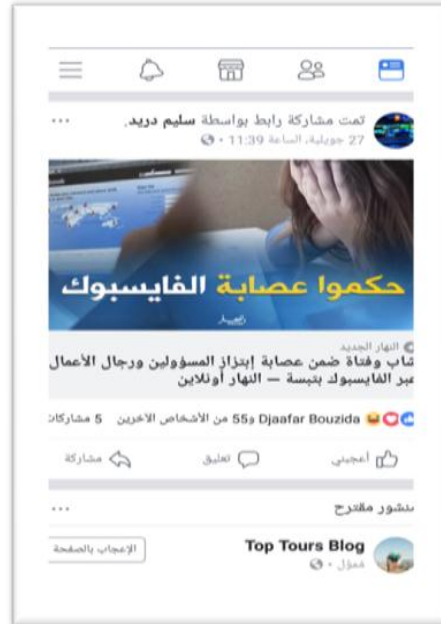 تمت مشاركة رابط بواسطة سليم دريد.
27 جويلية، الساعة 11:39 ·
حكموا عصابة الفايسبوك
النهار الجديد
شاب وفتاة ضمن عصابة إبتزاز المسؤولين ورجال الأعمال
عبر الفايسبوك بتبسة — النهار أونلاين
Djaafar Bouzida و55 من الأشخاص الآخرين
5 مشاركات
أعجبني
تعليق
مشاركة
منشور مقترح
Top Tours Blog
مُموّل ·
الإعجاب بالصفحة